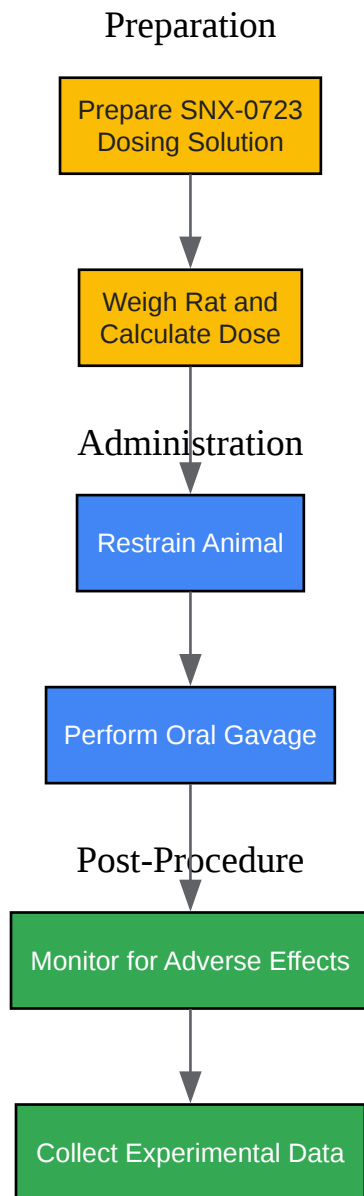 Preparation
Prepare SNX-0723
Dosing Solution
Weigh Rat and
Calculate Dose
Administration
Restrain Animal
Perform Oral Gavage
Post-Procedure
Monitor for Adverse Effects
Collect Experimental Data